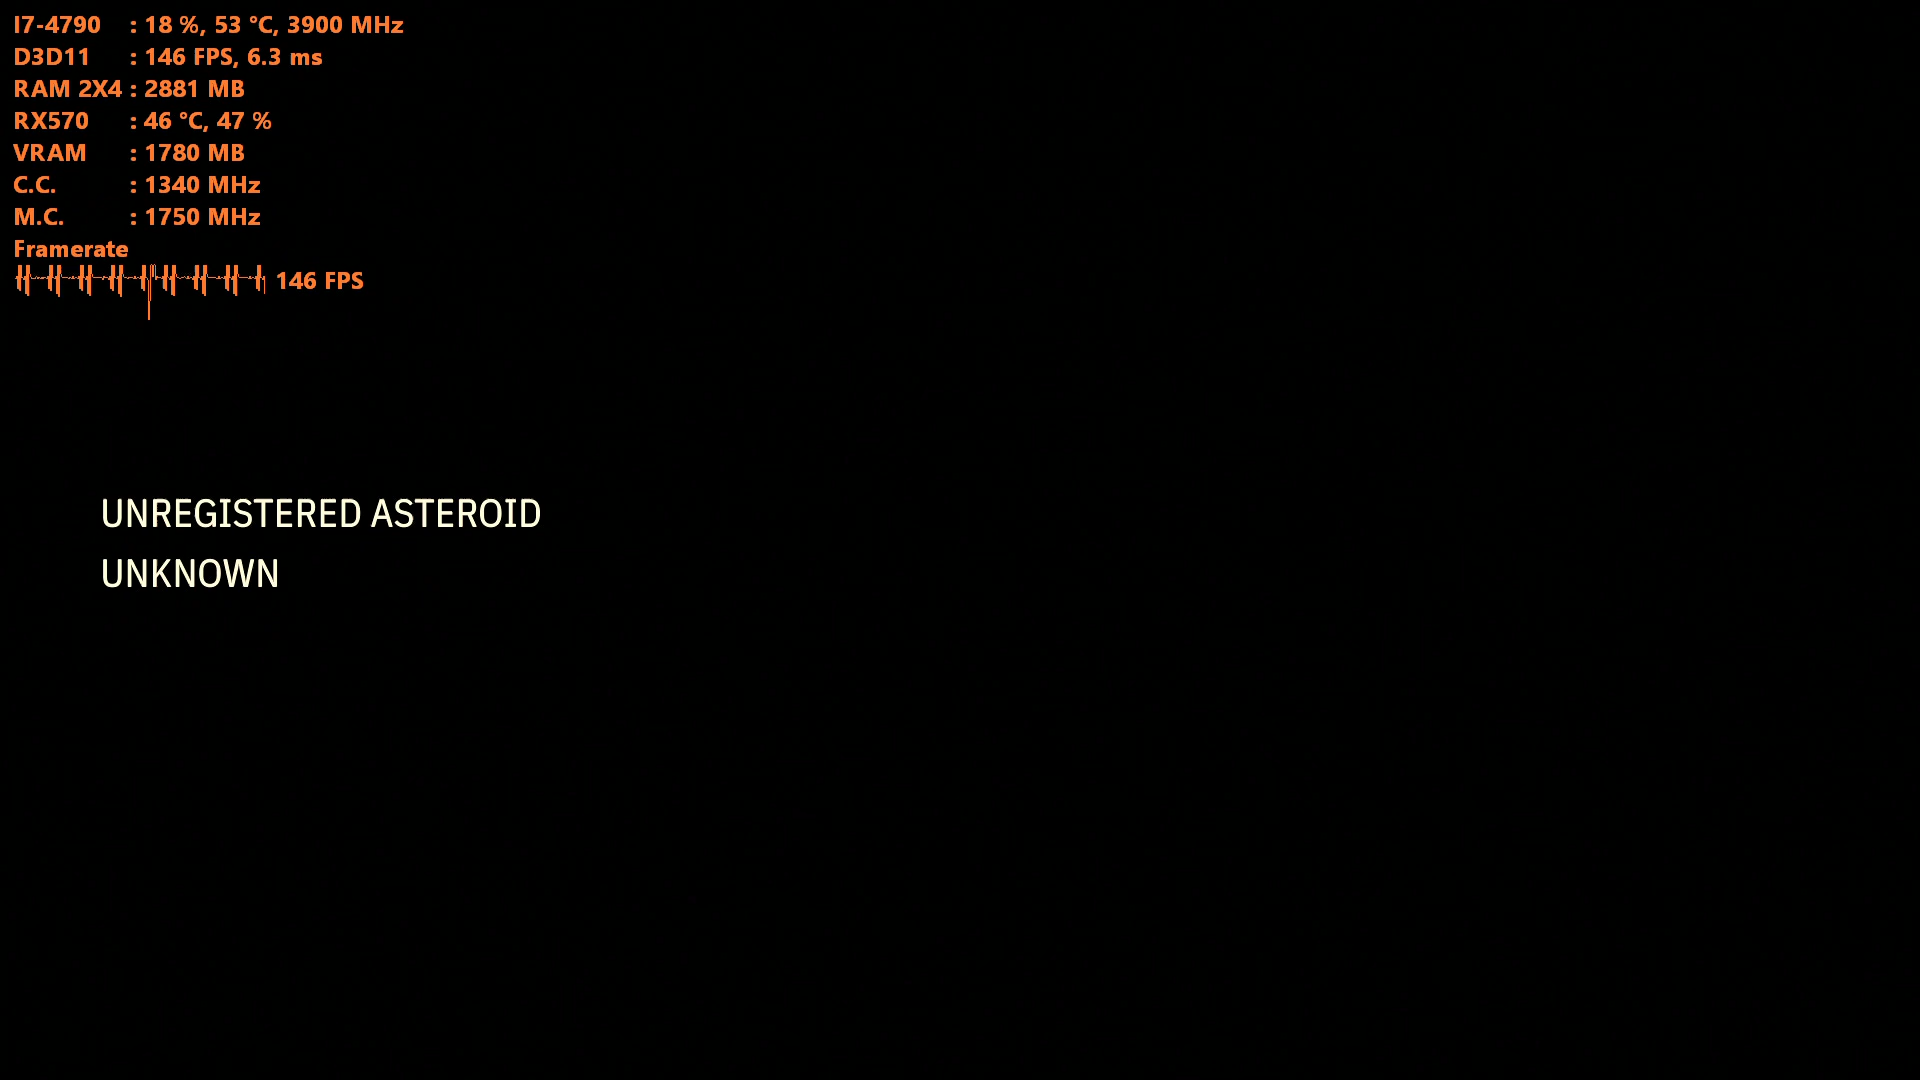 I7-4790 : 18 %, 53 °C, 3900 MHz
D3D11 : 146 FPS, 6.3 ms
RAM 2X4 : 2881 MB
RX570 : 46 °C, 47 %
VRAM : 1780 MB
C.C. : 1340 MHz
M.C. : 1750 MHz
Framerate
146 FPS
UNREGISTERED ASTEROID
UNKNOWN